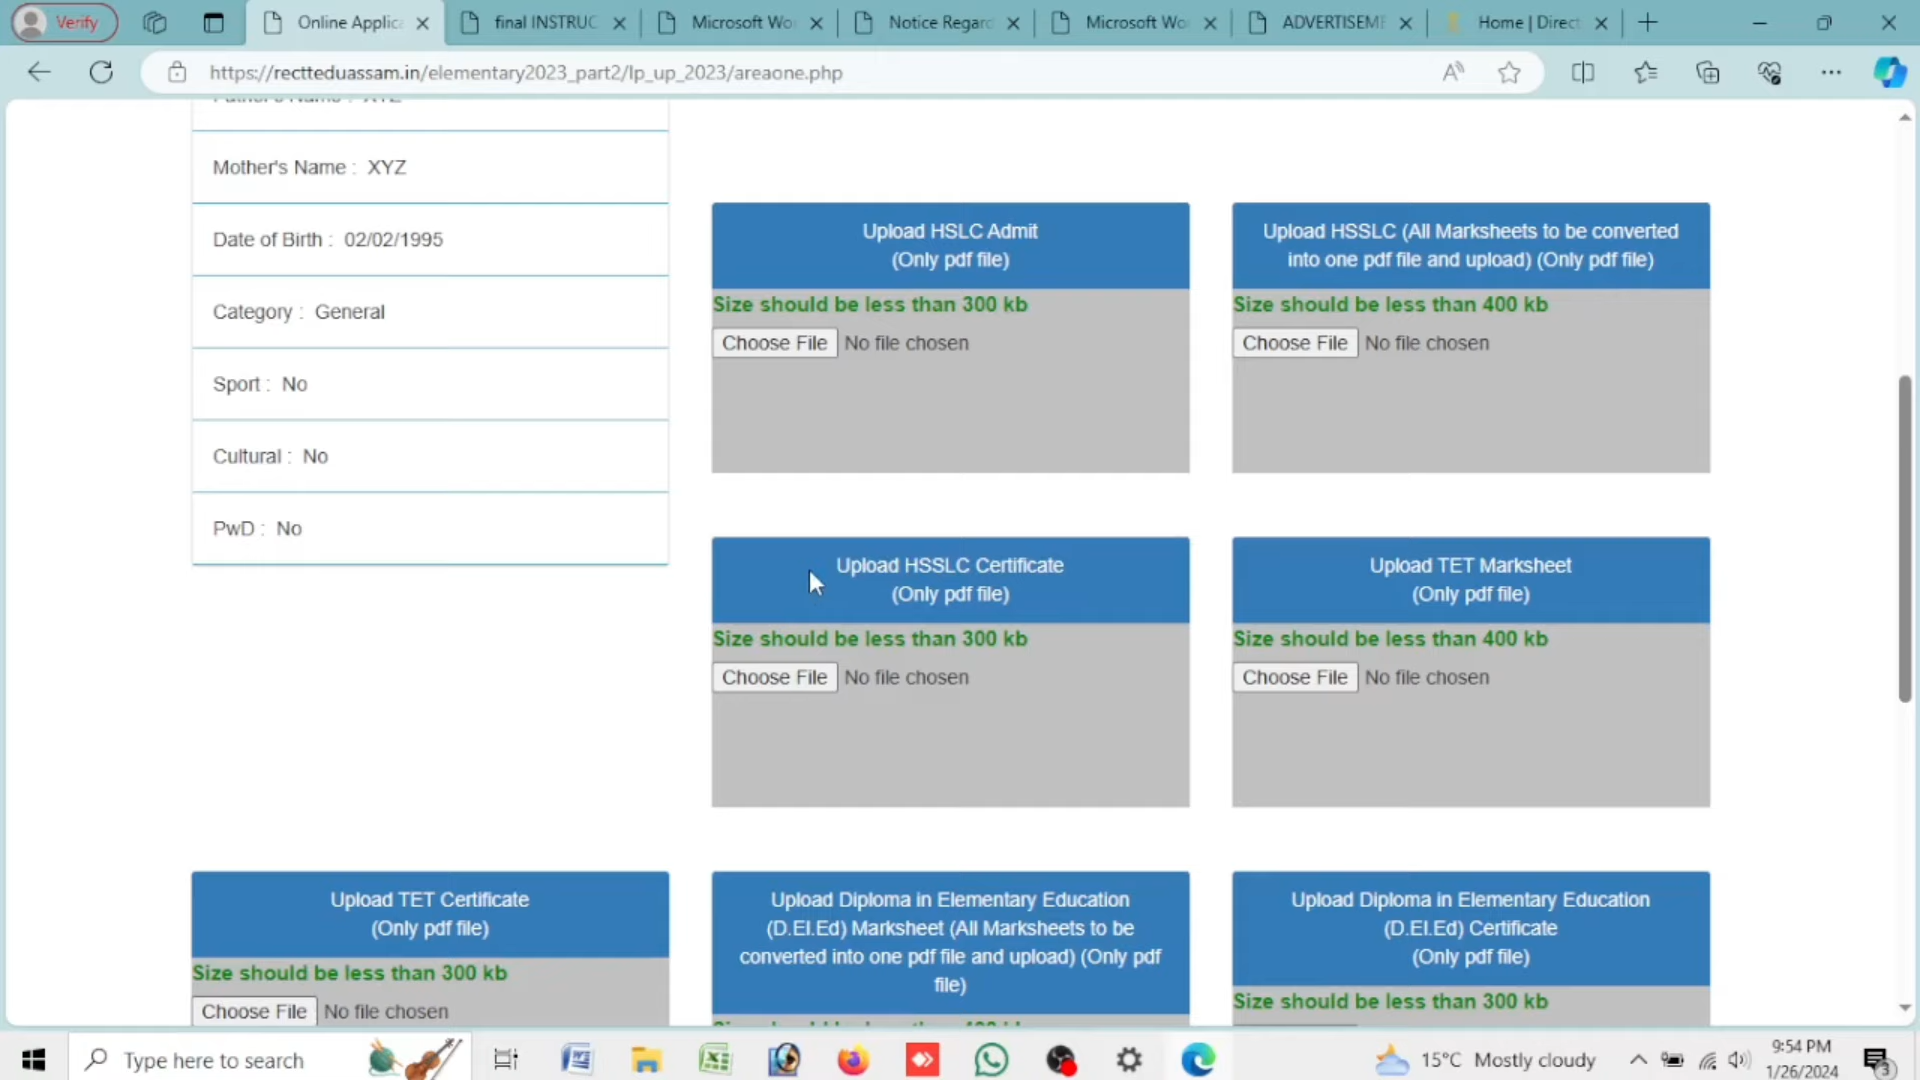 Verify
Online Applica
final INSTRUC
Microsoft Wo
Notice Regard
Microsoft Wo
ADVERTISEME
Home | Direct
https://rectteduassam.in/elementary2023_part2/lp_up_2023/areaone.php
Father's Name : XYZ
Mother's Name : XYZ
Date of Birth : 02/02/1995
Category : General
Sport : No
Cultural : No
PwD : No
Upload HSLC Admit
(Only pdf file)
Size should be less than 300 kb
Choose File No file chosen
Upload HSSLC (All Marksheets to be converted
into one pdf file and upload) (Only pdf file)
Size should be less than 400 kb
Choose File No file chosen
Upload HSSLC Certificate
(Only pdf file)
Size should be less than 300 kb
Choose File No file chosen
Upload TET Marksheet
(Only pdf file)
Size should be less than 400 kb
Choose File No file chosen
Upload TET Certificate
(Only pdf file)
Size should be less than 300 kb
Choose File No file chosen
Upload Diploma in Elementary Education
(D.El.Ed) Marksheet (All Marksheets to be
converted into one pdf file and upload) (Only pdf
file)
Upload Diploma in Elementary Education
(D.El.Ed) Certificate
(Only pdf file)
Size should be less than 300 kb
Type here to search
15°C Mostly cloudy
9:54 PM
1/26/2024
3